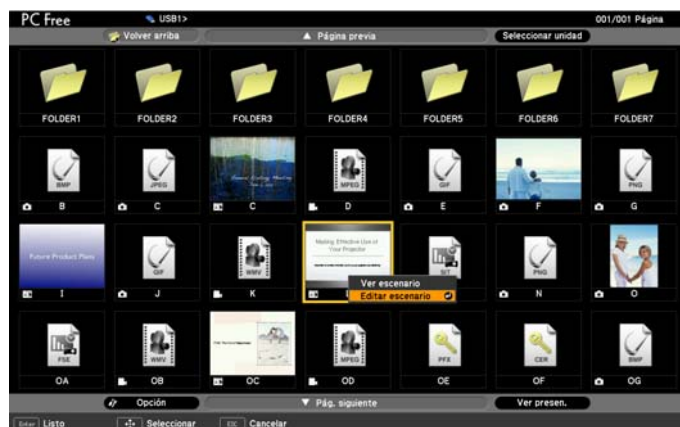 PC Free USB1> 001/001 Página
Volver arriba Página previa Seleccionar unidad
FOLDER1 FOLDER2 FOLDER3 FOLDER4 FOLDER5 FOLDER6 FOLDER7
BMP JPEG General Sales Meeting MPEG GIF PNG
B C C D E F G
Future Product Plans GIF WMV Making Effective Use of
Your Projector SIT PNG
Ver escenario
Editar escenario
I J K N O
FSE WMV MPEG PFX CER BMP
OA OB OC OD OE OF OG
Opción Pág. siguiente Ver presen.
Enter Listo Seleccionar ESC Cancelar